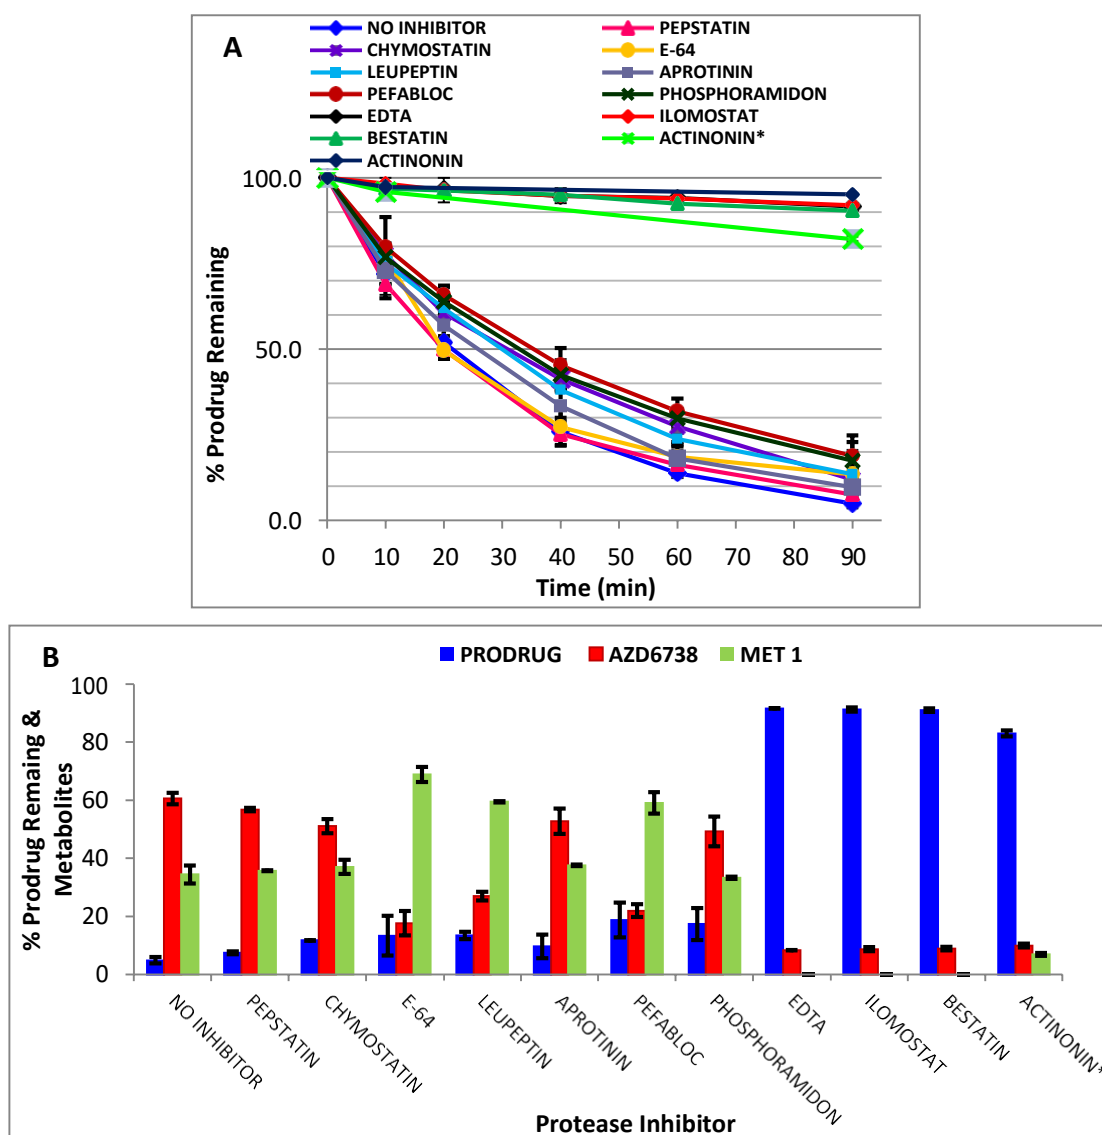 A
NO INHIBITOR
PEPSTATIN
CHYMOSTATIN
E-64
LEUPEPTIN
APROTININ
PEFABLOC
PHOSPHORAMIDON
EDTA
ILOMOSTAT
BESTATIN
ACTINONIN*
ACTINONIN
100.0
50.0
0.0
% Prodrug Remaining
0 10 20 30 40 50 60 70 80 90
Time (min)
B
PRODRUG AZD6738 MET 1
% Prodrug Remaing &
Metabolites
100
80
60
40
20
0
NO INHIBITOR
PEPSTATIN
CHYMOSTATIN
E-64
LEUPEPTIN
APROTININ
PEFABLOC
PHOSPHORAMIDON
EDTA
ILOMOSTAT
BESTATIN
ACTINONIN*
Protease Inhibitor